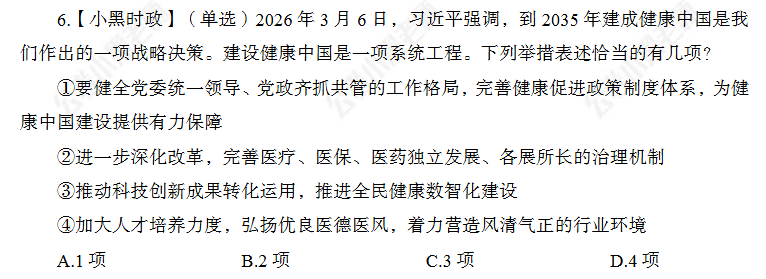 6.【小黑时政】（单选）2026 年 3 月 6 日，习近平强调，到 2035 年建成健康中国是我
们作出的一项战略决策。建设健康中国是一项系统工程。下列举措表述恰当的有几项？
①要健全党委统一领导、党政齐抓共管的工作格局，完善健康促进政策制度体系，为健
康中国建设提供有力保障
②进一步深化改革，完善医疗、医保、医药独立发展、各展所长的治理机制
③推动科技创新成果转化运用，推进全民健康数智化建设
④加大人才培养力度，弘扬优良医德医风，着力营造风清气正的行业环境
A.1 项 B.2 项 C.3 项 D.4 项